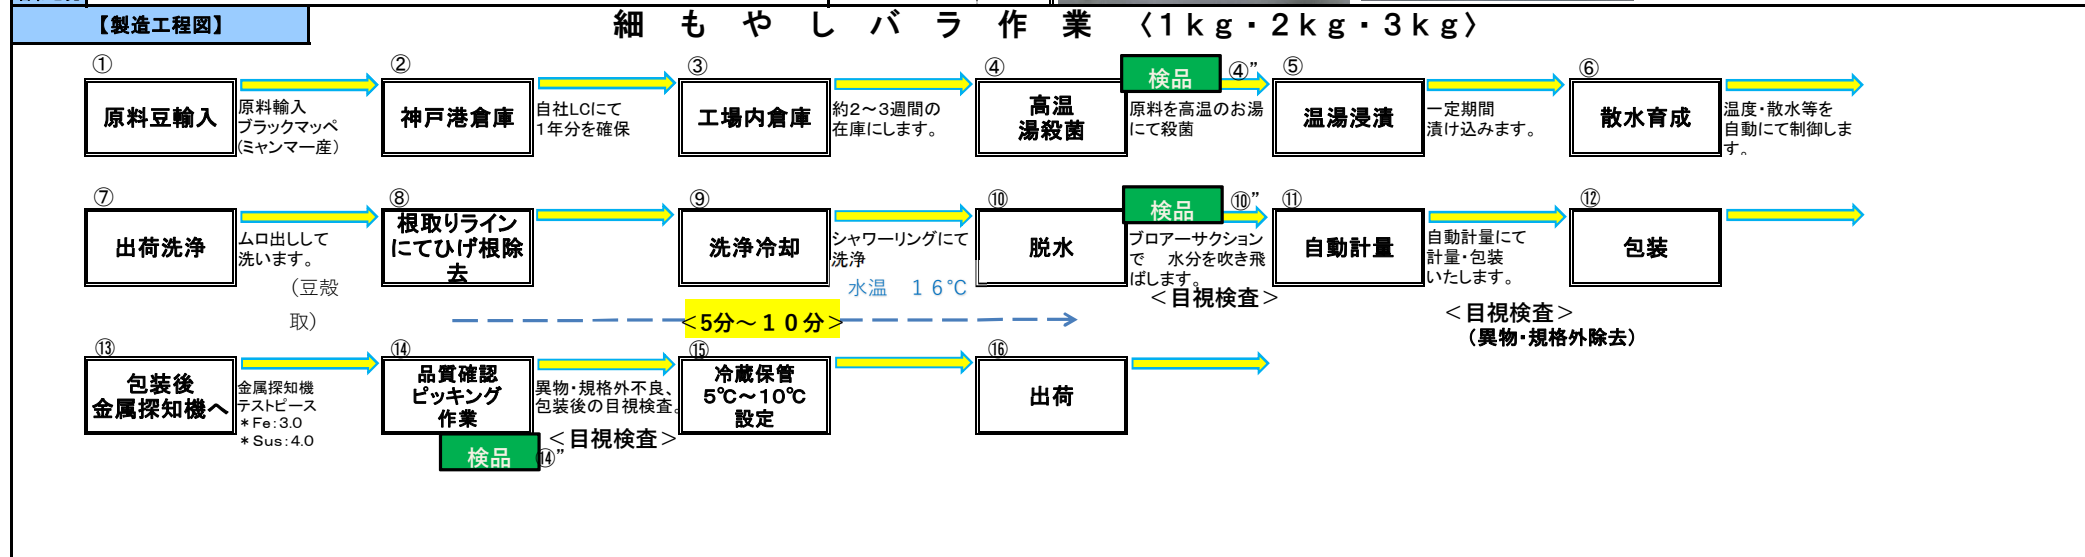 【製造工程図】
細もやしバラ作業〈1kg・2kg・3kg〉
①
原料豆輸入
原料輸入
ブラックマッペ
(ミャンマー産)
②
神戸港倉庫
自社LCにて
1年分を確保
③
工場内倉庫
約2～3週間の
在庫にします。
④
高温
湯殺菌
検品
④”
原料を高温のお湯
にて殺菌
⑤
温湯浸漬
一定期間
漬け込みます。
⑥
散水育成
温度・散水等を
自動にて制御しま
す。
⑦
出荷洗浄
ムロ出しして
洗います。
(豆殻
取)
⑧
根取りライン
にてひげ根除
去
⑨
洗浄冷却
シャワーリングにて
洗浄
水温 16℃
＜5分～10分＞
⑩
脱水
検品
⑩”
ブロアーサクション
で 水分を吹き飛
ばします。
＜目視検査＞
⑪
自動計量
自動計量にて
計量・包装
いたします。
＜目視検査＞
(異物・規格外除去)
⑫
包装
⑬
包装後
金属探知機へ
金属探知機
テストピース
＊Fe:3.0
＊Sus:4.0
⑭
品質確認
ピッキング
作業
検品
⑭”
異物・規格外不良、
包装後の目視検査。
＜目視検査＞
⑮
冷蔵保管
5℃～10℃
設定
⑯
出荷